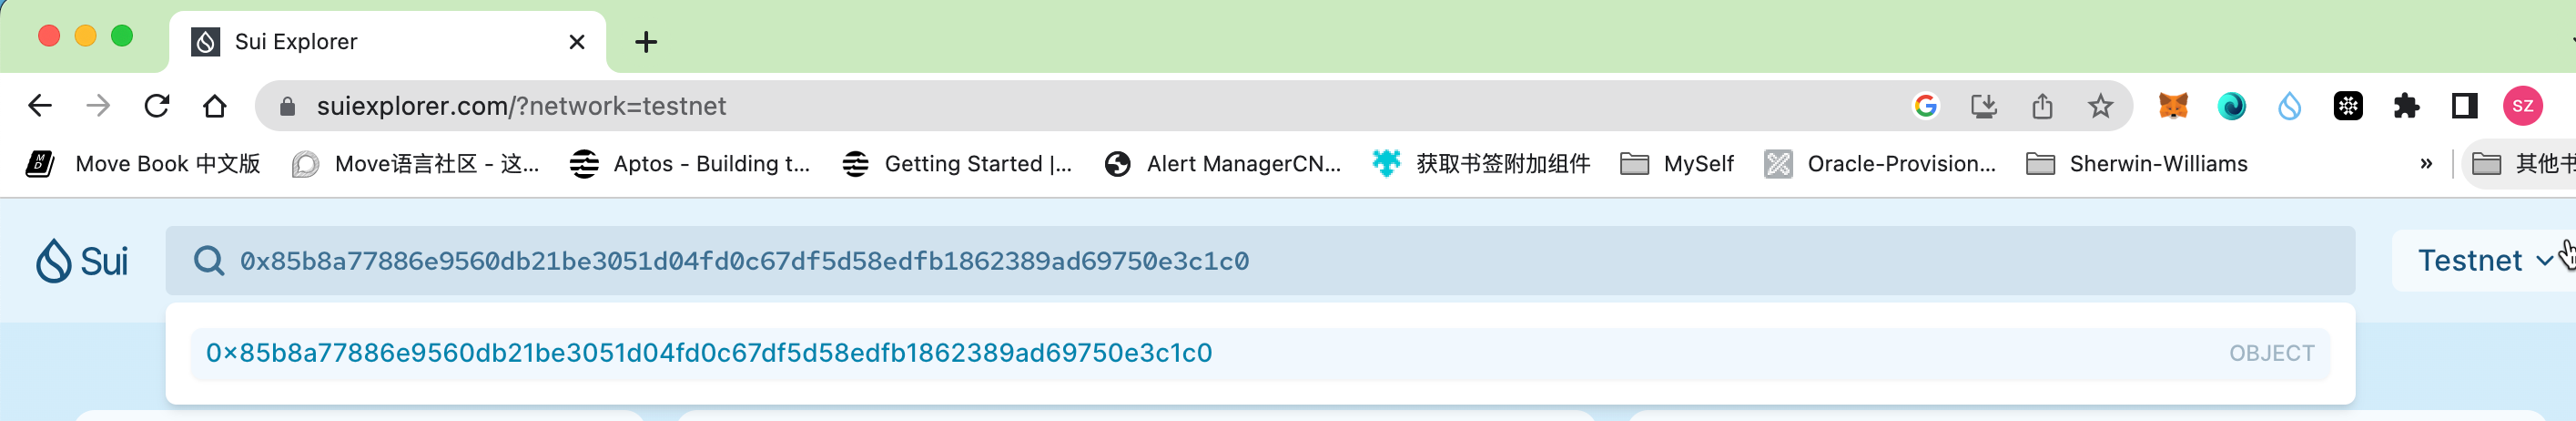 Sui Explorer
suiexplorer.com/?network=testnet
SZ
Move Book 中文版 Move语言社区 - 这... Aptos - Building t... Getting Started |... Alert ManagerCN... 获取书签附加组件 MySelf Oracle-Provision... Sherwin-Williams » 其他书
Sui 0x85b8a77886e9560db21be3051d04fd0c67df5d58edfb1862389ad69750e3c1c0 Testnet
0x85b8a77886e9560db21be3051d04fd0c67df5d58edfb1862389ad69750e3c1c0 OBJECT